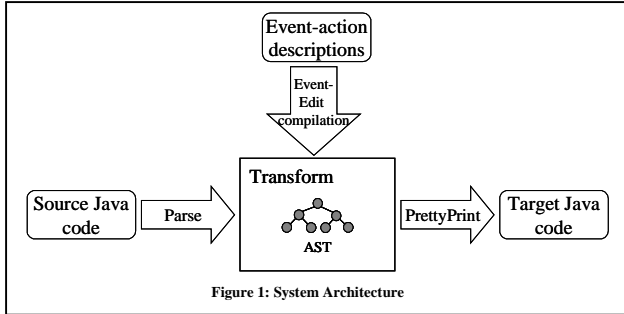 Event-action
descriptions
Event-
Edit
compilation
Transform
Source Java
code
Parse
AST
PrettyPrint
Target Java
code
Figure 1: System Architecture